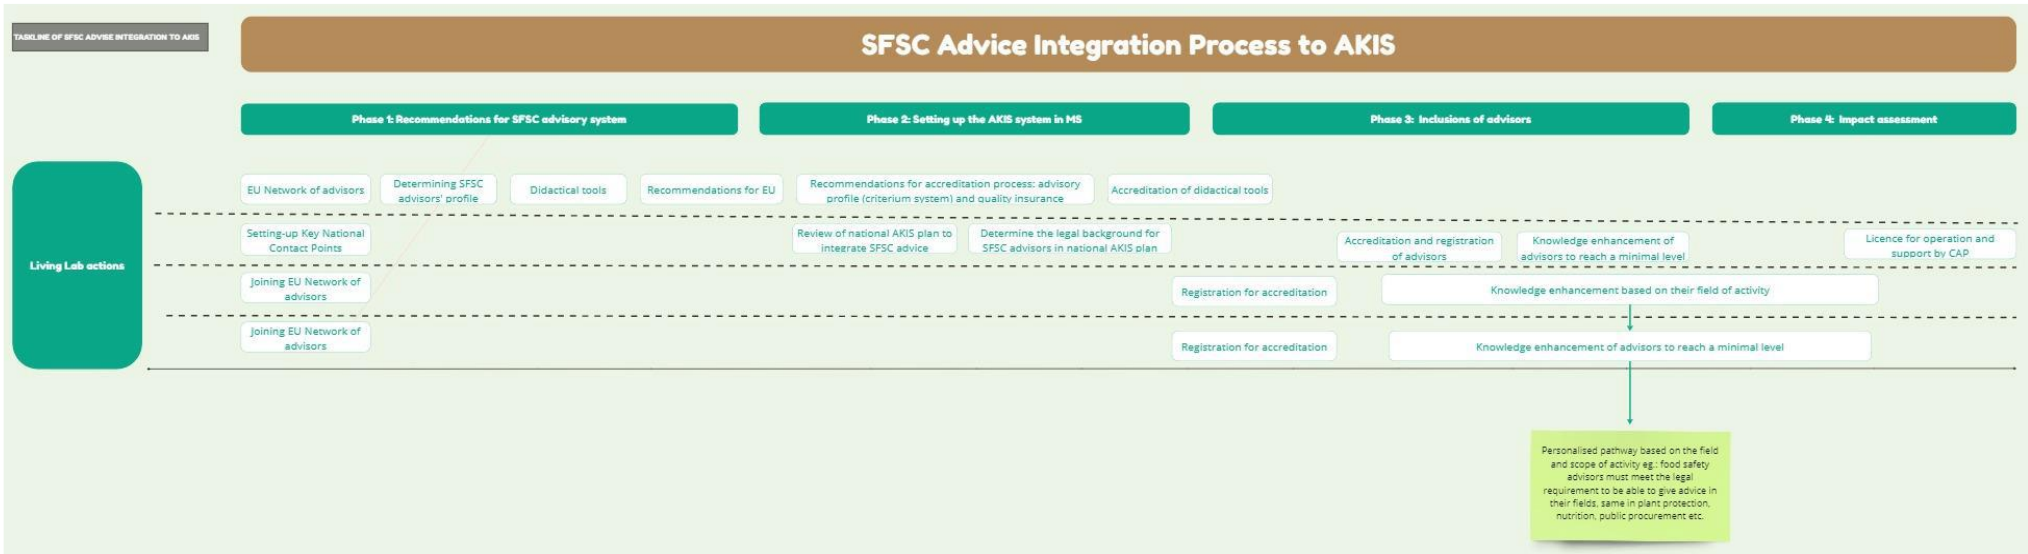 TASKLINE OF SFSC ADVISE INTEGRATION TO AKIS
SFSC Advice Integration Process to AKIS
Phase 1: Recommendations for SFSC advisory system
Phase 2: Setting up the AKIS system in MS
Phase 3: Inclusions of advisors
Phase 4: Impact assessment
Living Lab actions
EU Network of advisors
Determining SFSC
advisors' profile
Didactical tools
Recommendations for EU
Recommendations for accreditation process: advisory
profile (criterium system) and quality insurance
Accreditation of didactical tools
Setting-up Key National
Contact Points
Review of national AKIS plan to
integrate SFSC advice
Determine the legal background for
SFSC advisors in national AKIS plan
Accreditation and registration
of advisors
Knowledge enhancement of
advisors to reach a minimal level
Licence for operation and
support by CAP
Joining EU Network of
advisors
Registration for accreditation
Knowledge enhancement based on their field of activity
Joining EU Network of
advisors
Registration for accreditation
Knowledge enhancement of advisors to reach a minimal level
Personalised pathway based on the field
and scope of activity eg.: food safety
advisors must meet the legal
requirement to be able to give advice in
their fields, same in plant protection,
nutrition, public procurement etc.